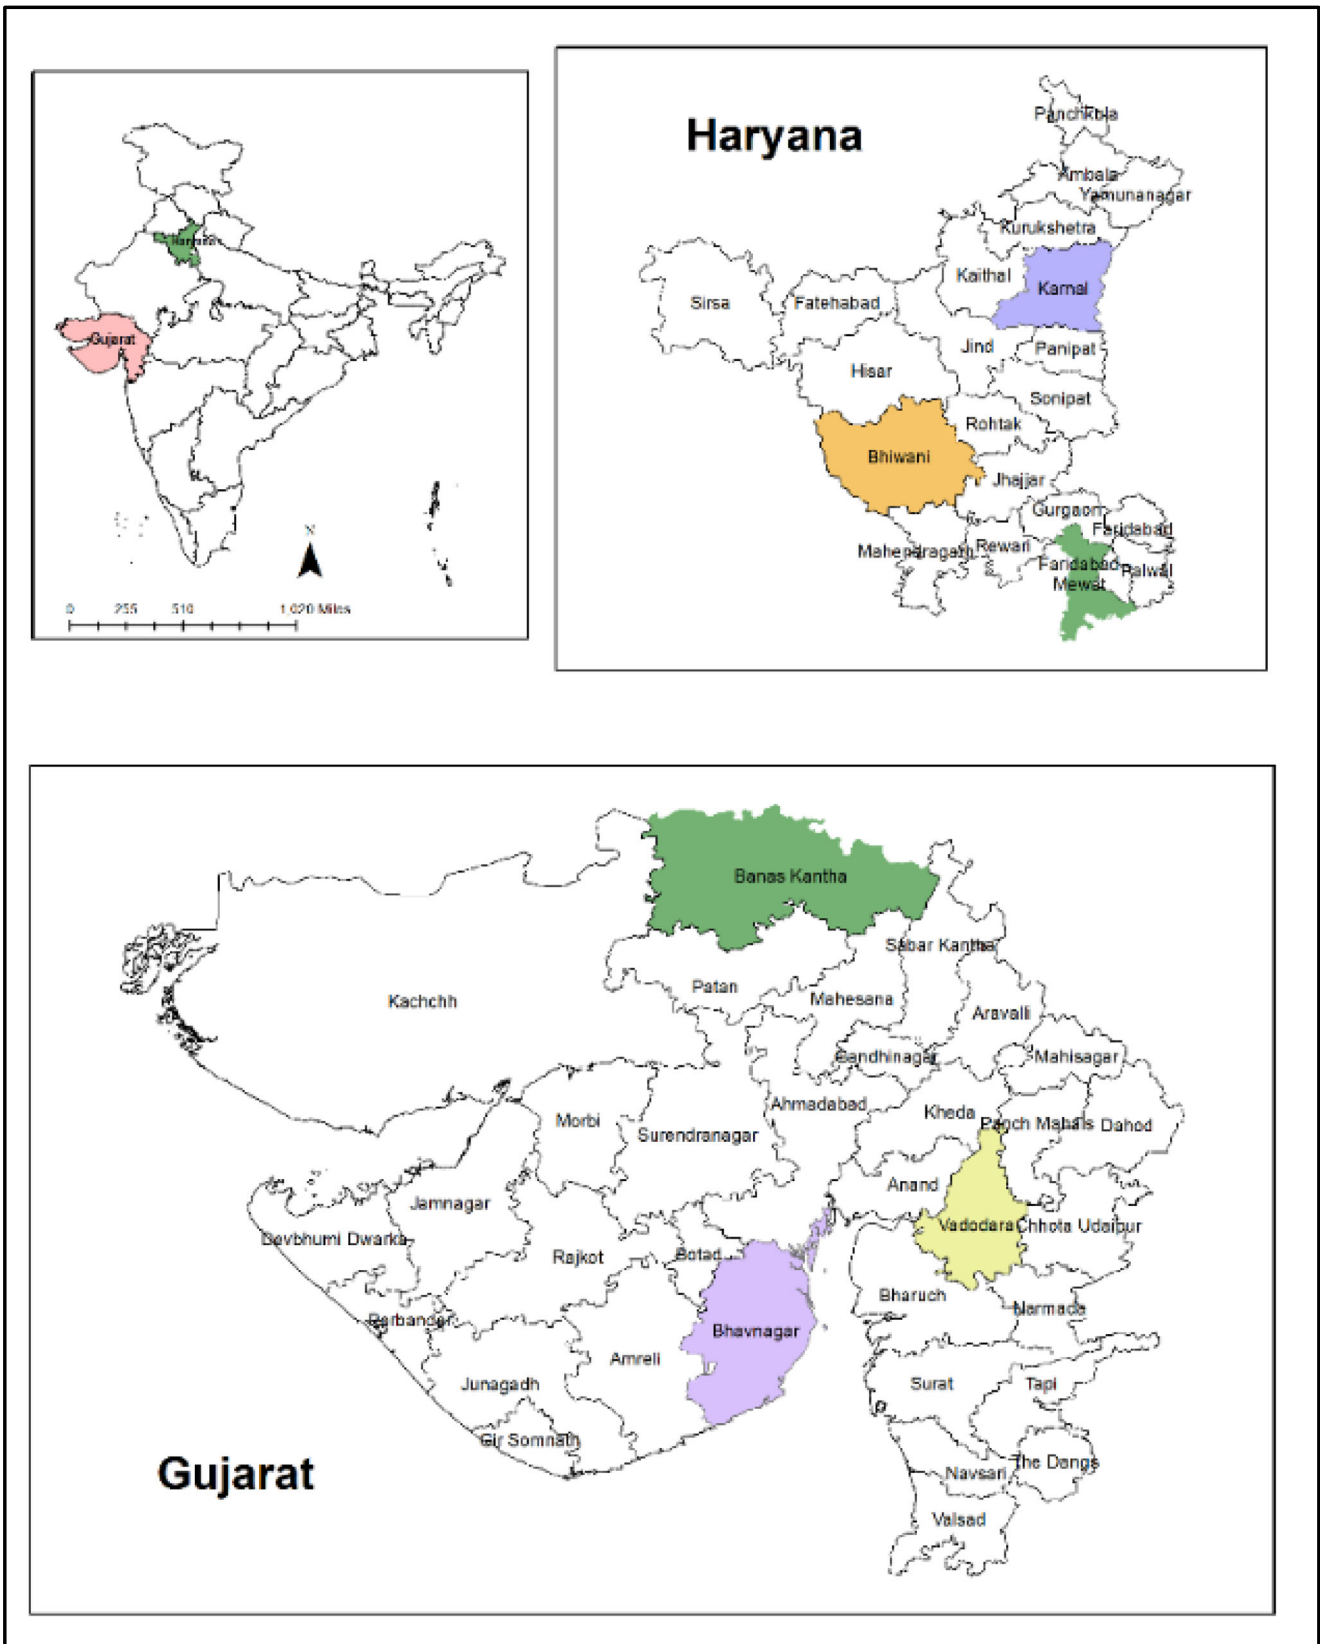 Haryana
Gujarat
N
0 255 510 1,020 Miles
Haryana
Panchkula
Ambala
Yamunanagar
Kurukshetra
Kaithal
Karnal
Sirsa
Fatehabad
Jind
Panipat
Hisar
Sonipat
Rohtak
Bhiwani
Jhajjar
Gurgaon
Faridabad
Mahendragarh
Rewari
Faridabad
Palwal
Mewat
Banas Kantha
Sabar Kantha
Patan
Mahesana
Kachchh
Aravalli
Gandhinagar
Mahisagar
Ahmadabad
Kheda
Morbi
Panch Mahals
Dahod
Surendranagar
Anand
Jamnagar
Vadodara
Chhota Udaipur
Devbhumi Dwarka
Rajkot
Botad
Bharuch
Narmada
Porbandar
Bhavnagar
Amreli
Junagadh
Surat
Tapi
Gir Somnath
The Dangs
Gujarat
Navsari
Valsad